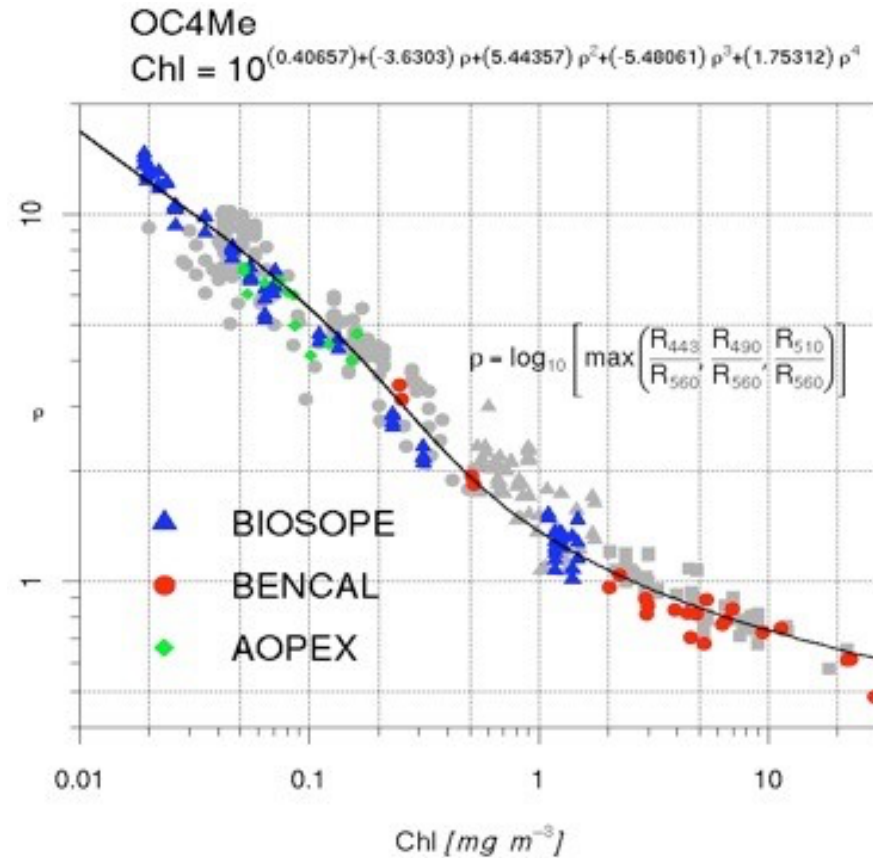 OC4Me
Chl = 10^(0.40657)+(-3.6303) ρ+(5.44357) ρ²+(-5.48061) ρ³+(1.75312) ρ⁴
10
ρ
ρ = log₁₀ [ max ( R₄₄₃/R₅₆₀, R₄₉₀/R₅₆₀, R₅₁₀/R₅₆₀ ) ]
BIOSOPE
1
BENCAL
AOPEX
0.01 0.1 1 10
Chl [mg m⁻³]